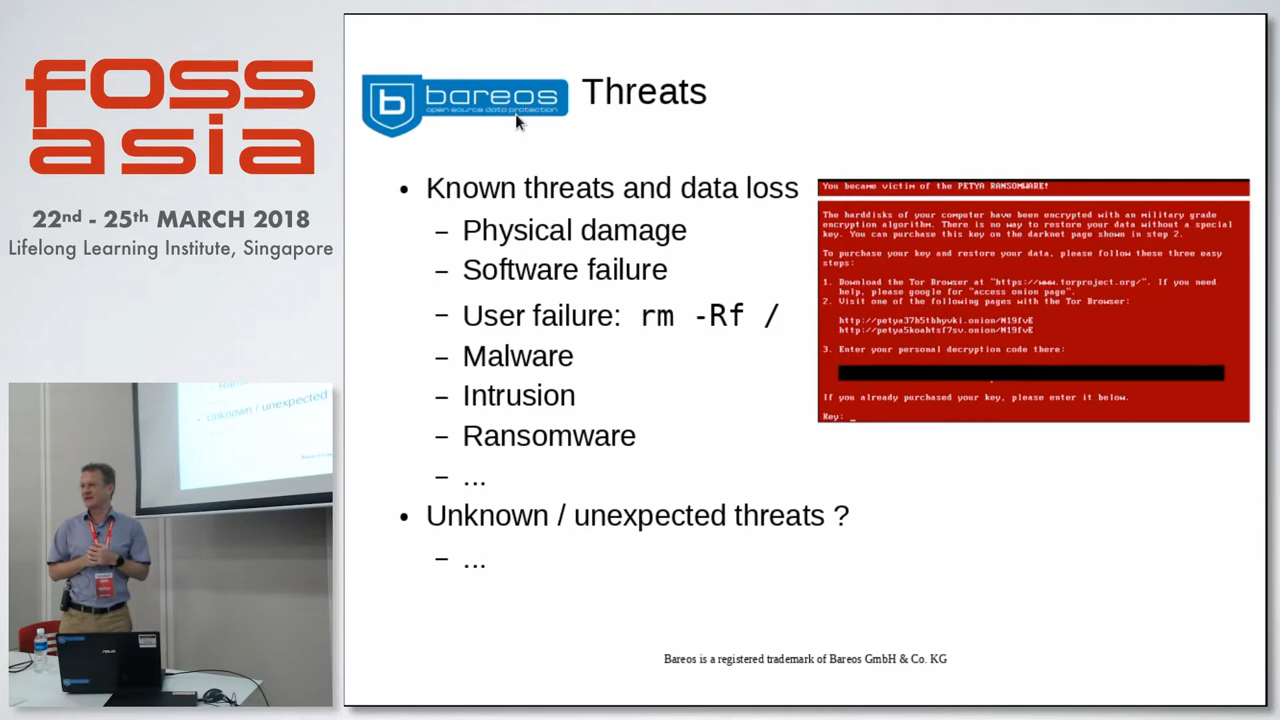 foss
asia
22nd - 25th MARCH 2018
Lifelong Learning Institute, Singapore
b bareos
open source data protection
Threats
• Known threats and data loss
– Physical damage
– Software failure
– User failure: rm -Rf /
– Malware
– Intrusion
– Ransomware
– ...
• Unknown / unexpected threats ?
– ...
You became victim of the PETYA RANSOMWARE!
The harddisks of your computer have been encrypted with an military grade
encryption algorithm. There is no way to restore your data without a special
key. You can purchase this key on the darknet page shown in step 2.
To purchase your key and restore your data, please follow these three easy
steps:
1. Download the Tor Browser at "https://www.torproject.org/". If you need
help, please google for "access onion page".
2. Visit one of the following pages with the Tor Browser:
http://petya37h5tbhyvki.onion/N19fvE
http://petya5koahtsf7sv.onion/N19fvE
3. Enter your personal decryption code there:
If you already purchased your key, please enter it below.
Key: _
Bareos is a registered trademark of Bareos GmbH & Co. KG
• Unknown / unexpected
ASUS